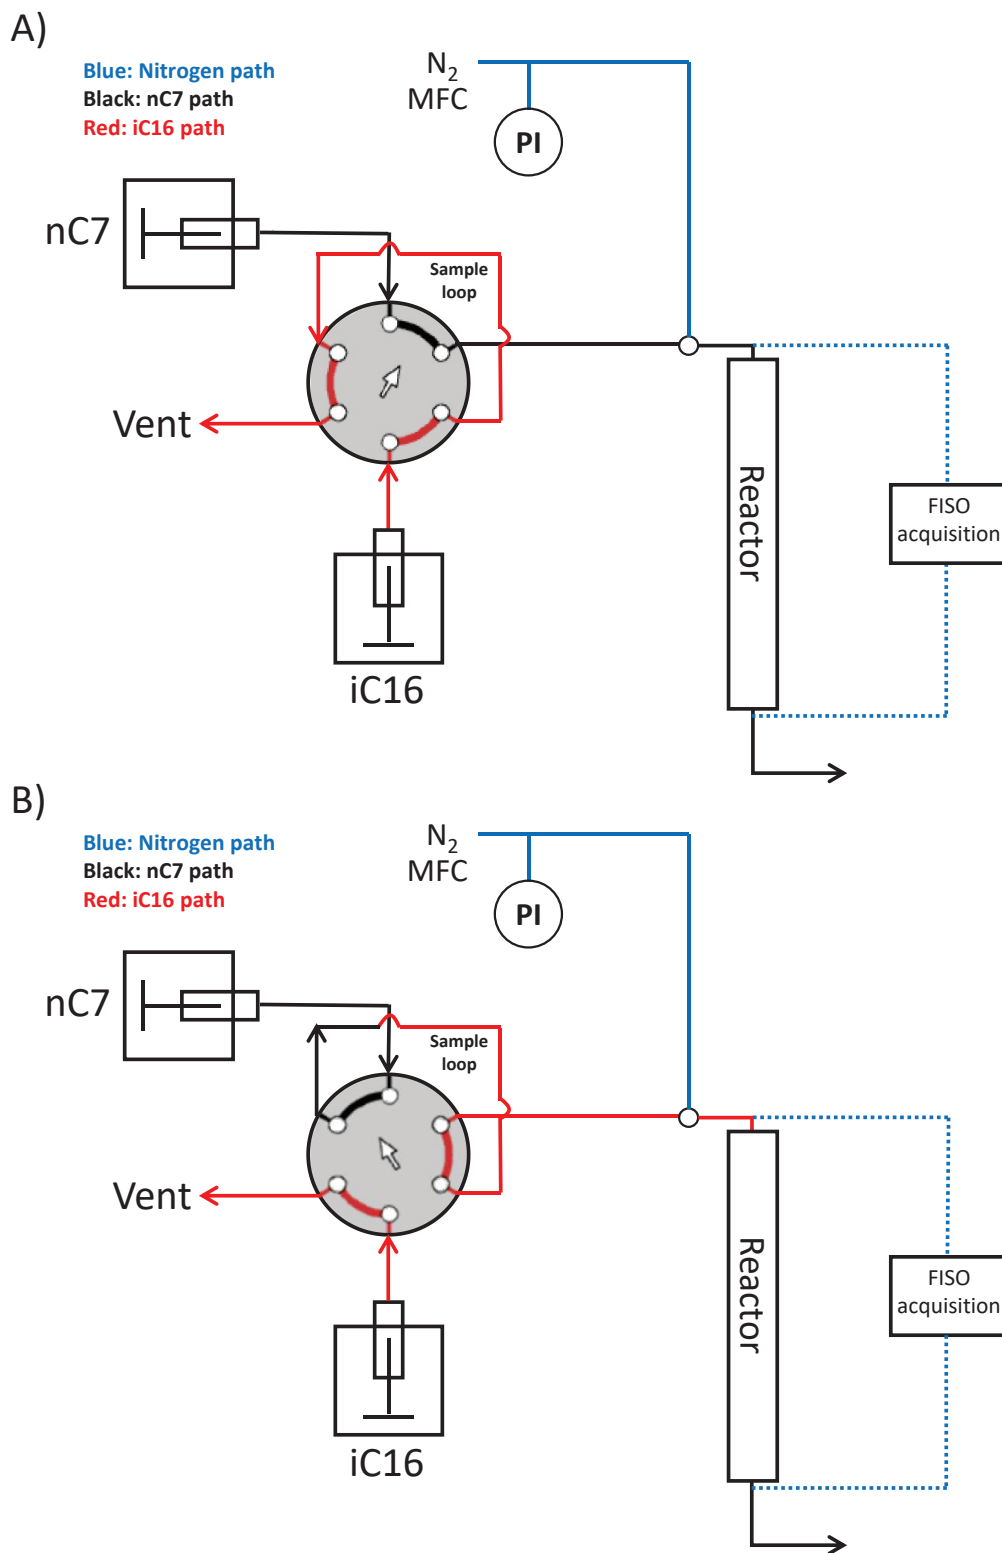 A)
Blue: Nitrogen path
Black: nC7 path
Red: iC16 path
N2
MFC
PI
nC7
Sample
loop
Vent
Reactor
FISO
acquisition
iC16
B)
Blue: Nitrogen path
Black: nC7 path
Red: iC16 path
N2
MFC
PI
nC7
Sample
loop
Vent
Reactor
FISO
acquisition
iC16